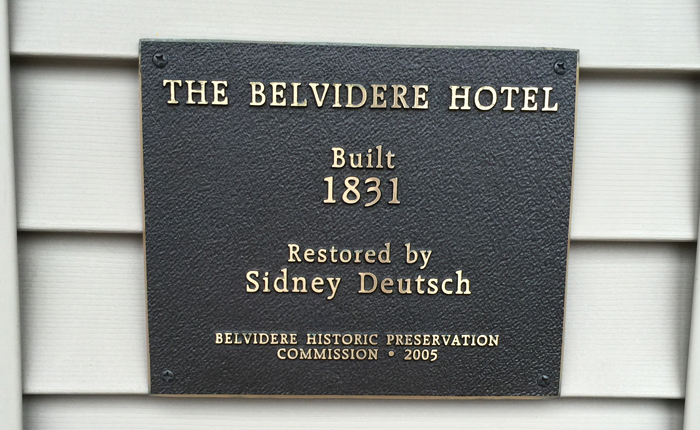 THE BELVIDERE HOTEL
Built
1831
Restored by
Sidney Deutsch
BELVIDERE HISTORIC PRESERVATION
COMMISSION • 2005